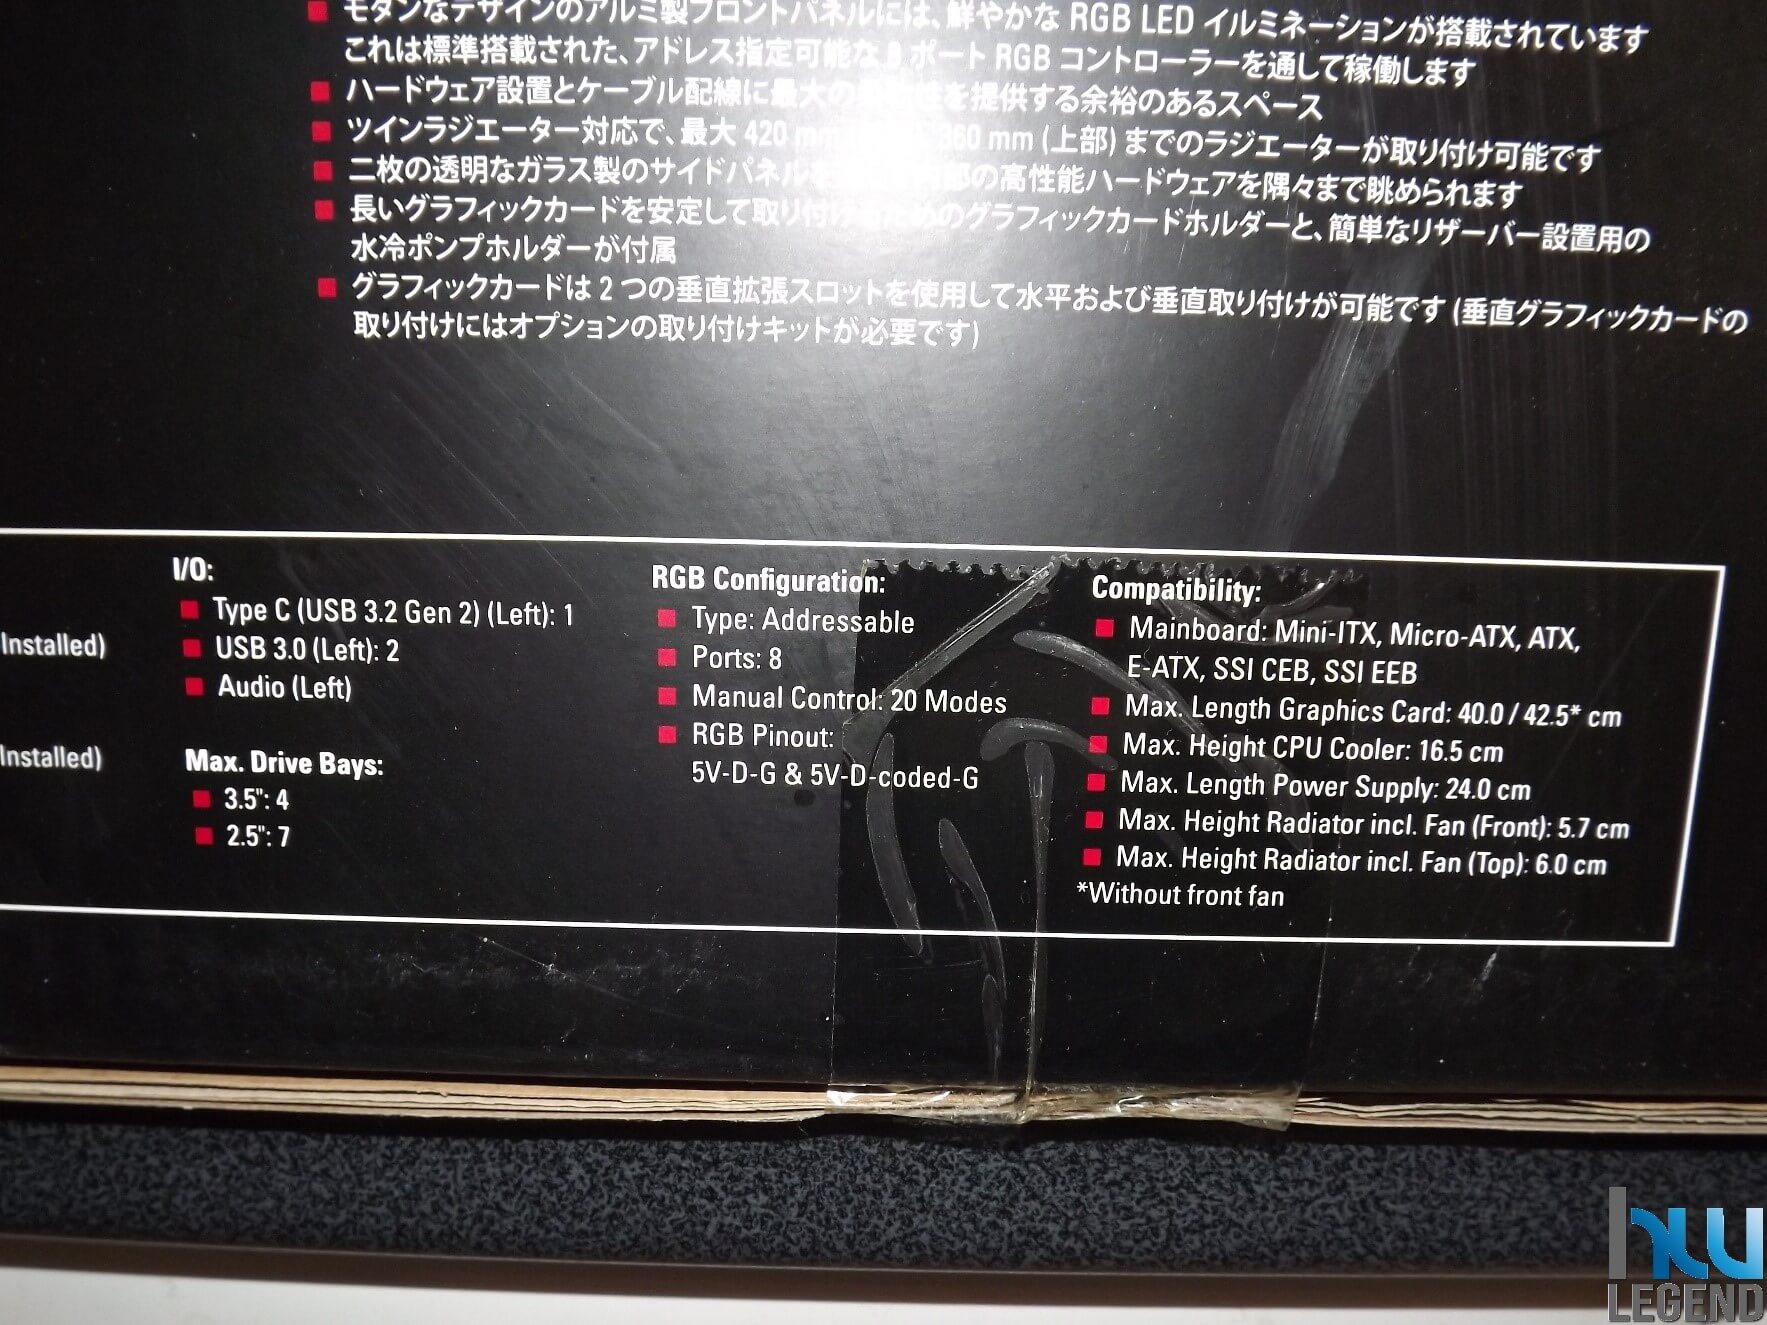 モダンなデザインのアルミ製フロントパネルには、鮮やかな RGB LED イルミネーションが搭載されています
これは標準搭載された、アドレス指定可能な ポート RGB コントローラーを通して稼働します
ハードウェア設置とケーブル配線に最大の を提供する余裕のあるスペース
ツインラジエーター対応で、最大 420 mm 360 mm (上部) までのラジエーターが取り付け可能です
二枚の透明なガラス製のサイドパネル の高性能ハードウェアを隅々まで眺められます
長いグラフィックカードを安定して取り付けるためのグラフィックカードホルダーと、簡単なリザーバー設置用の
水冷ポンプホルダーが付属
グラフィックカードは 2 つの垂直拡張スロットを使用して水平および垂直取り付けが可能です (垂直グラフィックカードの
取り付けにはオプションの取り付けキットが必要です)
Installed)
Installed)
I/O:
Type C (USB 3.2 Gen 2) (Left): 1
USB 3.0 (Left): 2
Audio (Left)
Max. Drive Bays:
3.5": 4
2.5": 7
RGB Configuration:
Type: Addressable
Ports: 8
Manual Control: 20 Modes
RGB Pinout:
5V-D-G & 5V-D-coded-G
Compatibility:
Mainboard: Mini-ITX, Micro-ATX, ATX,
E-ATX, SSI CEB, SSI EEB
Max. Length Graphics Card: 40.0 / 42.5* cm
Max. Height CPU Cooler: 16.5 cm
Max. Length Power Supply: 24.0 cm
Max. Height Radiator incl. Fan (Front): 5.7 cm
Max. Height Radiator incl. Fan (Top): 6.0 cm
*Without front fan
hw
LEGEND